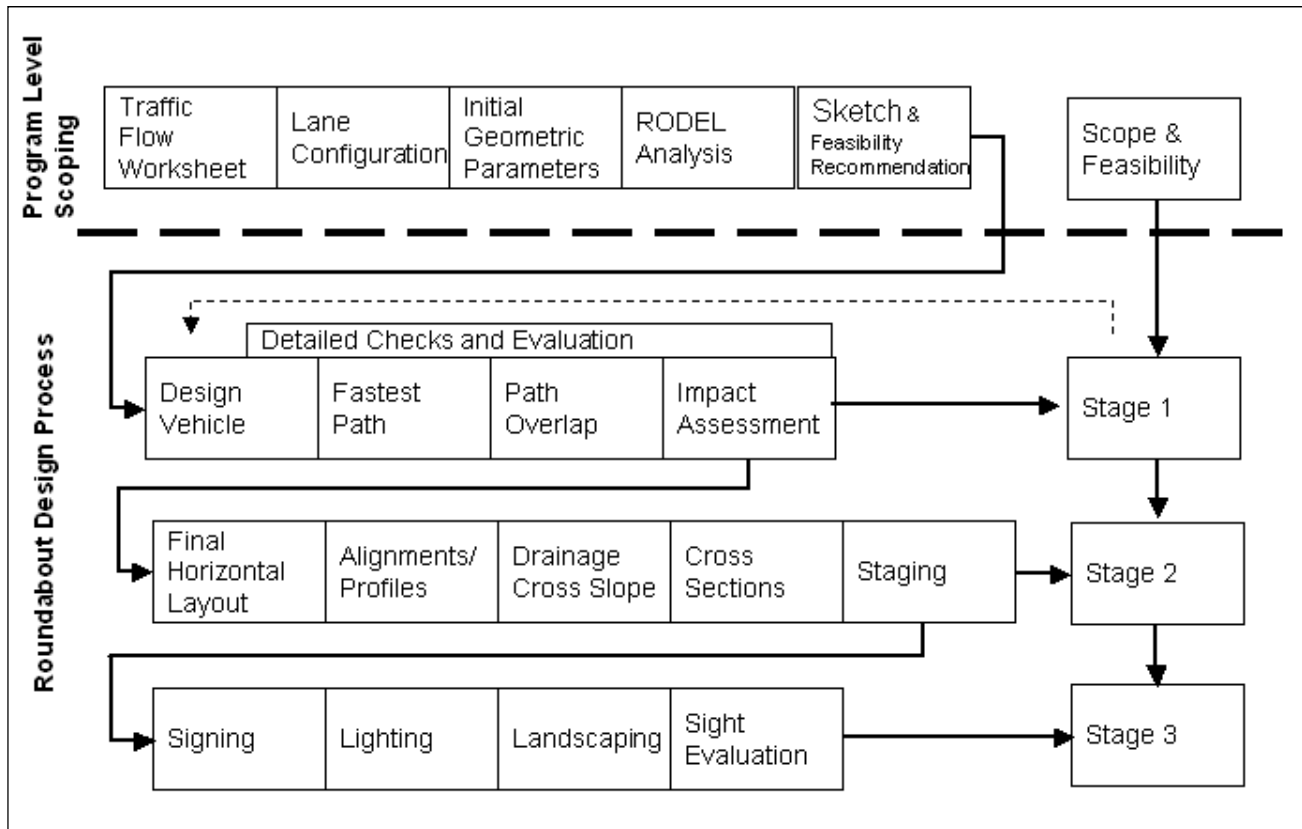 Program Level
Scoping
Traffic
Flow
Worksheet
Lane
Configuration
Initial
Geometric
Parameters
RODEL
Analysis
Sketch &
Feasibility
Recommendation
Scope &
Feasibility
Roundabout Design Process
Detailed Checks and Evaluation
Design
Vehicle
Fastest
Path
Path
Overlap
Impact
Assessment
Stage 1
Final
Horizontal
Layout
Alignments/
Profiles
Drainage
Cross Slope
Cross
Sections
Staging
Stage 2
Signing
Lighting
Landscaping
Sight
Evaluation
Stage 3